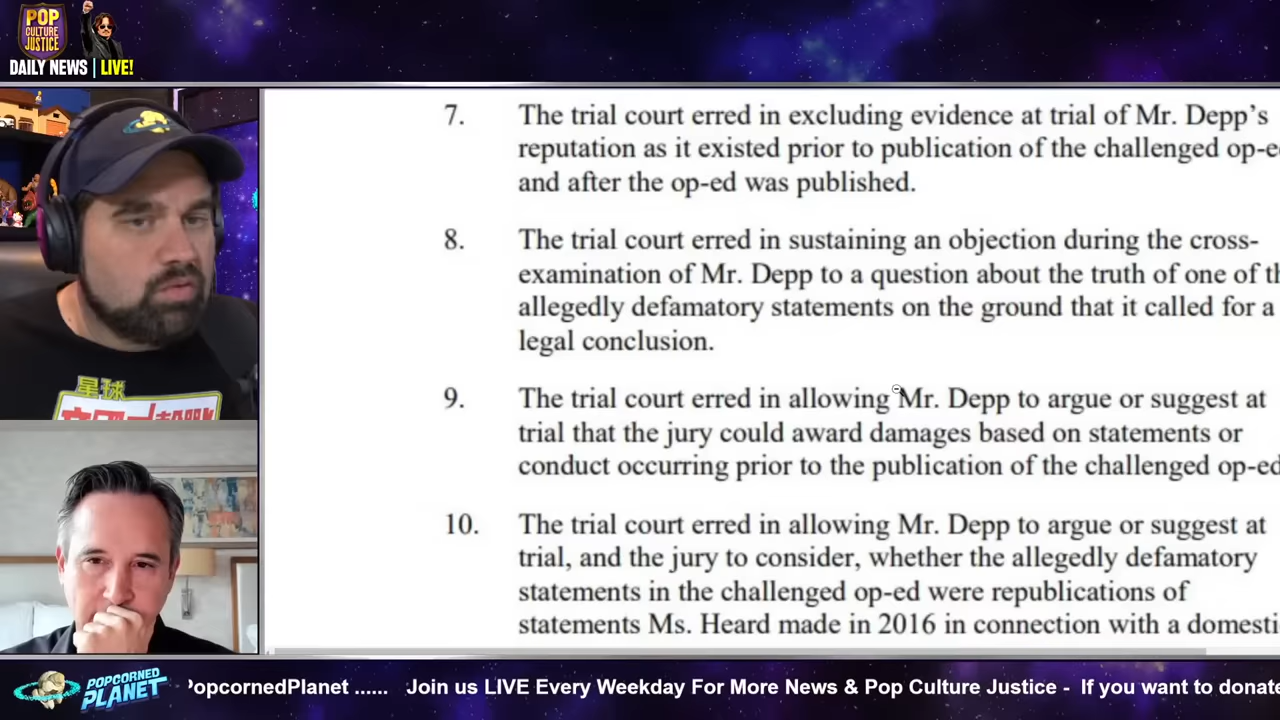 POP
CULTURE
JUSTICE
DAILY NEWS | LIVE!
7. The trial court erred in excluding evidence at trial of Mr. Depp’s
reputation as it existed prior to publication of the challenged op-e
and after the op-ed was published.
8. The trial court erred in sustaining an objection during the cross-
examination of Mr. Depp to a question about the truth of one of th
allegedly defamatory statements on the ground that it called for a
legal conclusion.
9. The trial court erred in allowing Mr. Depp to argue or suggest at
trial that the jury could award damages based on statements or
conduct occurring prior to the publication of the challenged op-ed
10. The trial court erred in allowing Mr. Depp to argue or suggest at
trial, and the jury to consider, whether the allegedly defamatory
statements in the challenged op-ed were republications of
statements Ms. Heard made in 2016 in connection with a domesti
星球
POPCORNED
PLANET
PopcornedPlanet ...... Join us LIVE Every Weekday For More News & Pop Culture Justice - If you want to donate